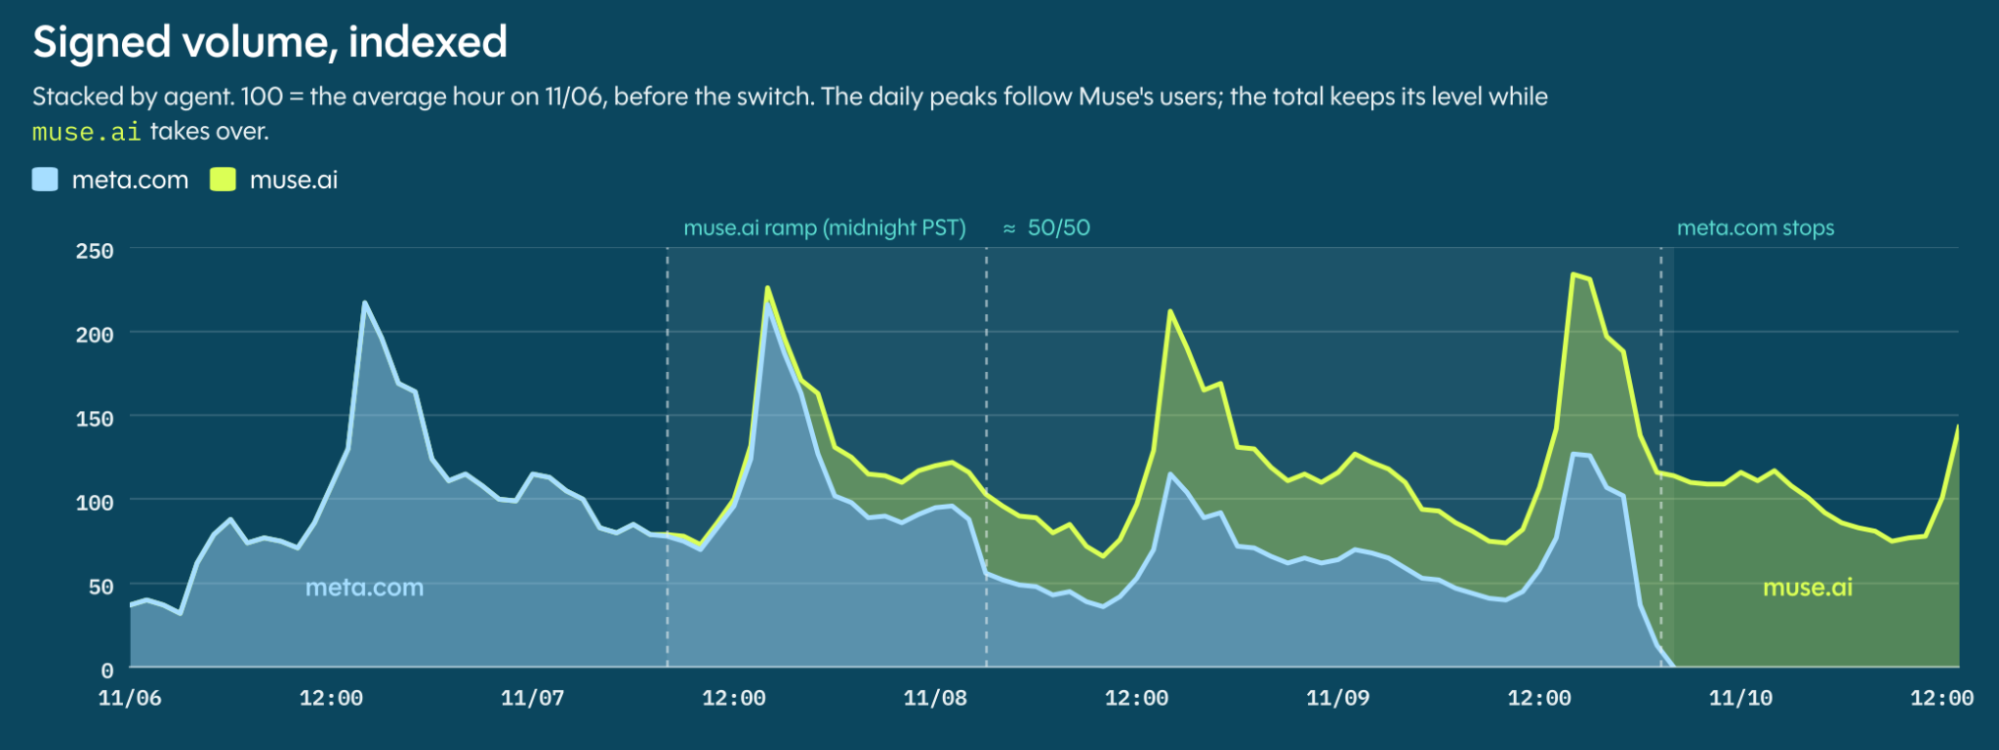 Signed volume, indexed
Stacked by agent. 100 = the average hour on 11/06, before the switch. The daily peaks follow Muse's users; the total keeps its level while
muse.ai takes over.
meta.com muse.ai
muse.ai ramp (midnight PST) ≈ 50/50 meta.com stops
250
200
150
100
50
0
meta.com
muse.ai
11/06 12:00 11/07 12:00 11/08 12:00 11/09 12:00 11/10 12:00